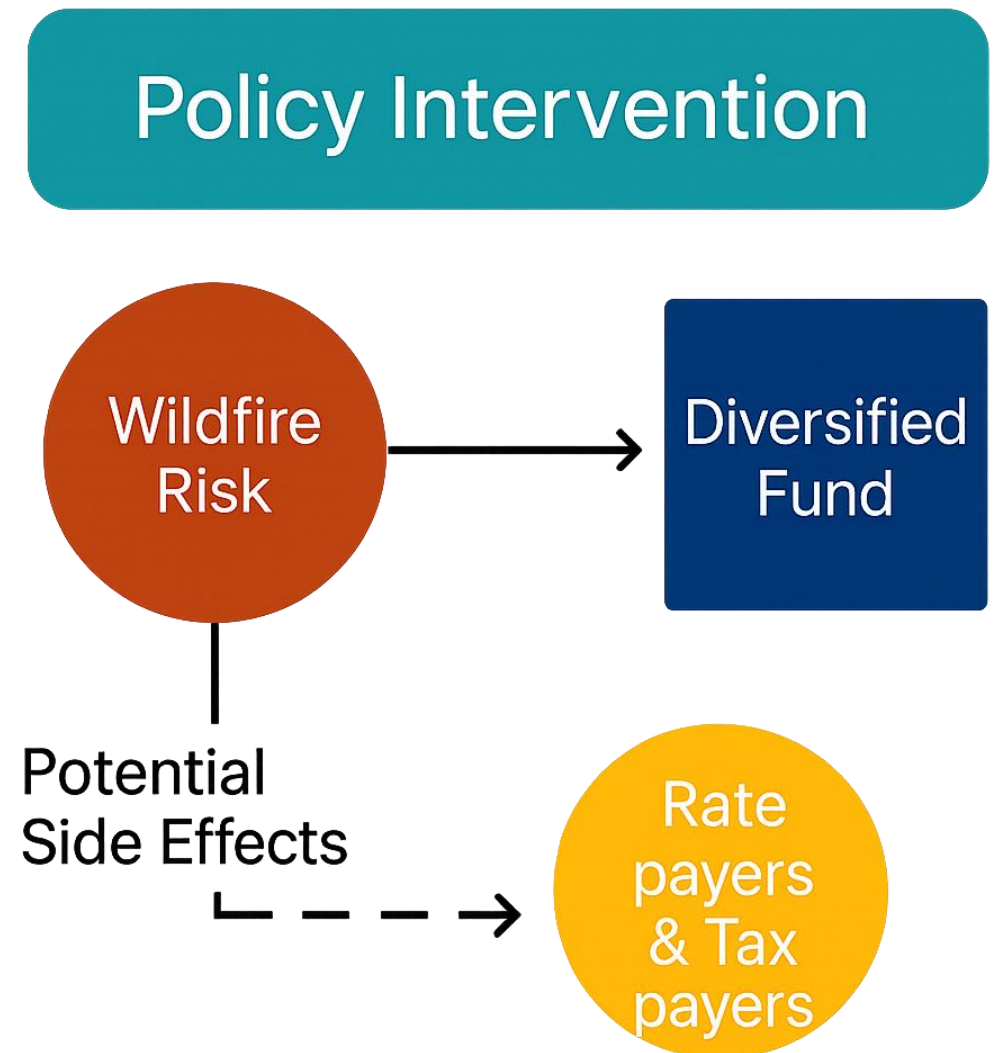 Policy Intervention
Wildfire
Risk
Diversified
Fund
Potential
Side Effects
Rate
payers
& Tax
payers